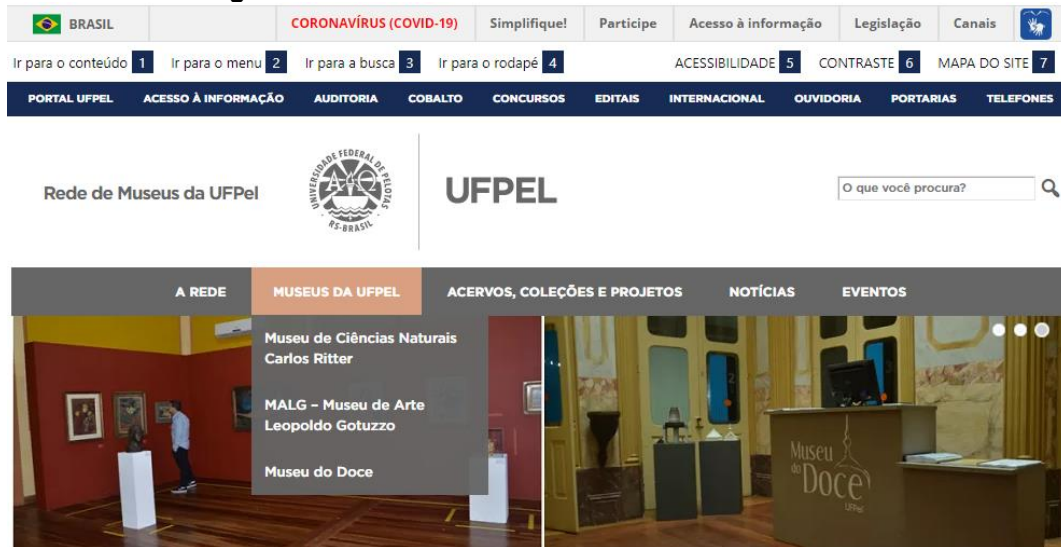 BRASIL CORONAVÍRUS (COVID-19) Simplifique! Participe Acesso à informação Legislação Canais
Ir para o conteúdo 1 Ir para o menu 2 Ir para a busca 3 Ir para o rodapé 4 ACESSIBILIDADE 5 CONTRASTE 6 MAPA DO SITE 7
PORTAL UFPEL ACESSO À INFORMAÇÃO AUDITORIA COBALTO CONCURSOS EDITAIS INTERNACIONAL OUVIDORIA PORTARIAS TELEFONES
Rede de Museus da UFPel
UNIVERSIDADE FEDERAL DE PELOTAS
RS-BRASIL
UFPEL
O que você procura?
A REDE MUSEUS DA UFPEL ACERVOS, COLEÇÕES E PROJETOS NOTÍCIAS EVENTOS
Museu de Ciências Naturais
Carlos Ritter
MALG – Museu de Arte
Leopoldo Gotuzzo
Museu do Doce
Museu
do Doce
UFPel